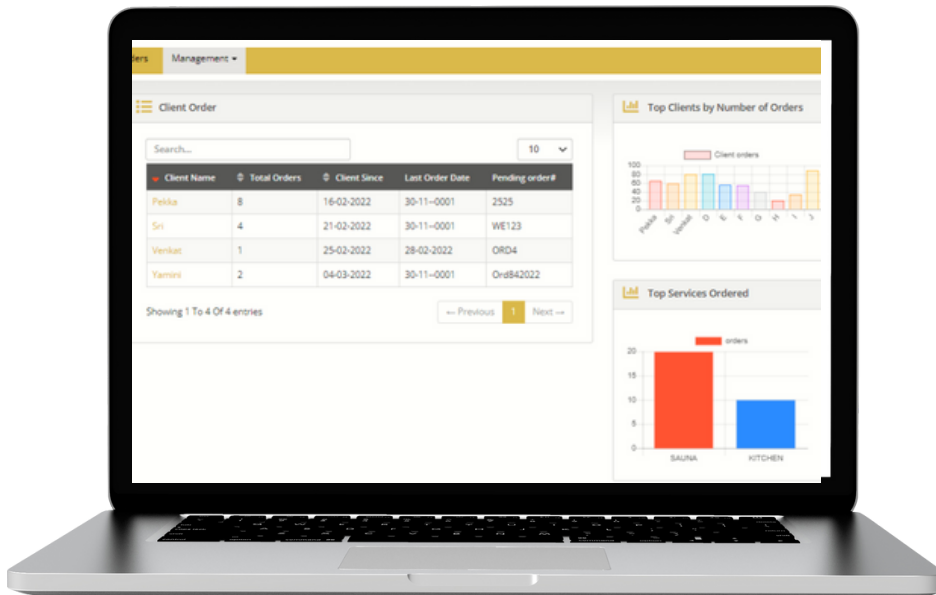 Management
Client Order
Search...
10
Client Name Total Orders Client Since Last Order Date Pending order#
Pekka 8 16-02-2022 30-11--0001 2525
Sri 4 21-02-2022 30-11--0001 WE123
Venkat 1 25-02-2022 28-02-2022 ORD4
Yamini 2 04-03-2022 30-11--0001 Ord842022
Showing 1 To 4 Of 4 entries
← Previous 1 Next →
Top Clients by Number of Orders
Client orders
100
80
60
40
20
0
Pekka Sri Venkat D E F G H I J
Top Services Ordered
orders
20
15
10
5
0
SAUNA KITCHEN